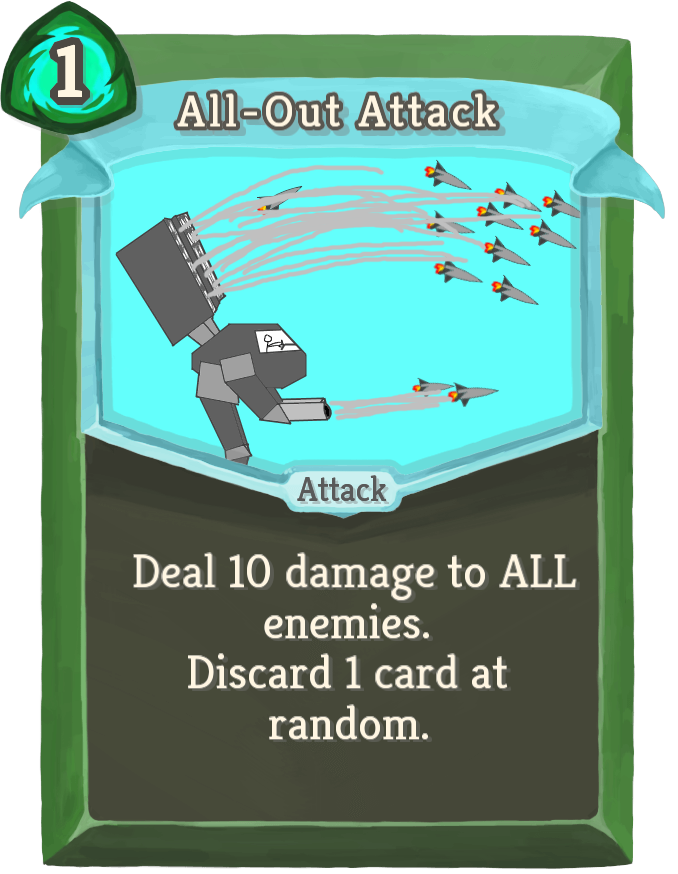 1
All-Out Attack
Attack
Deal 10 damage to ALL
enemies.
Discard 1 card at
random.